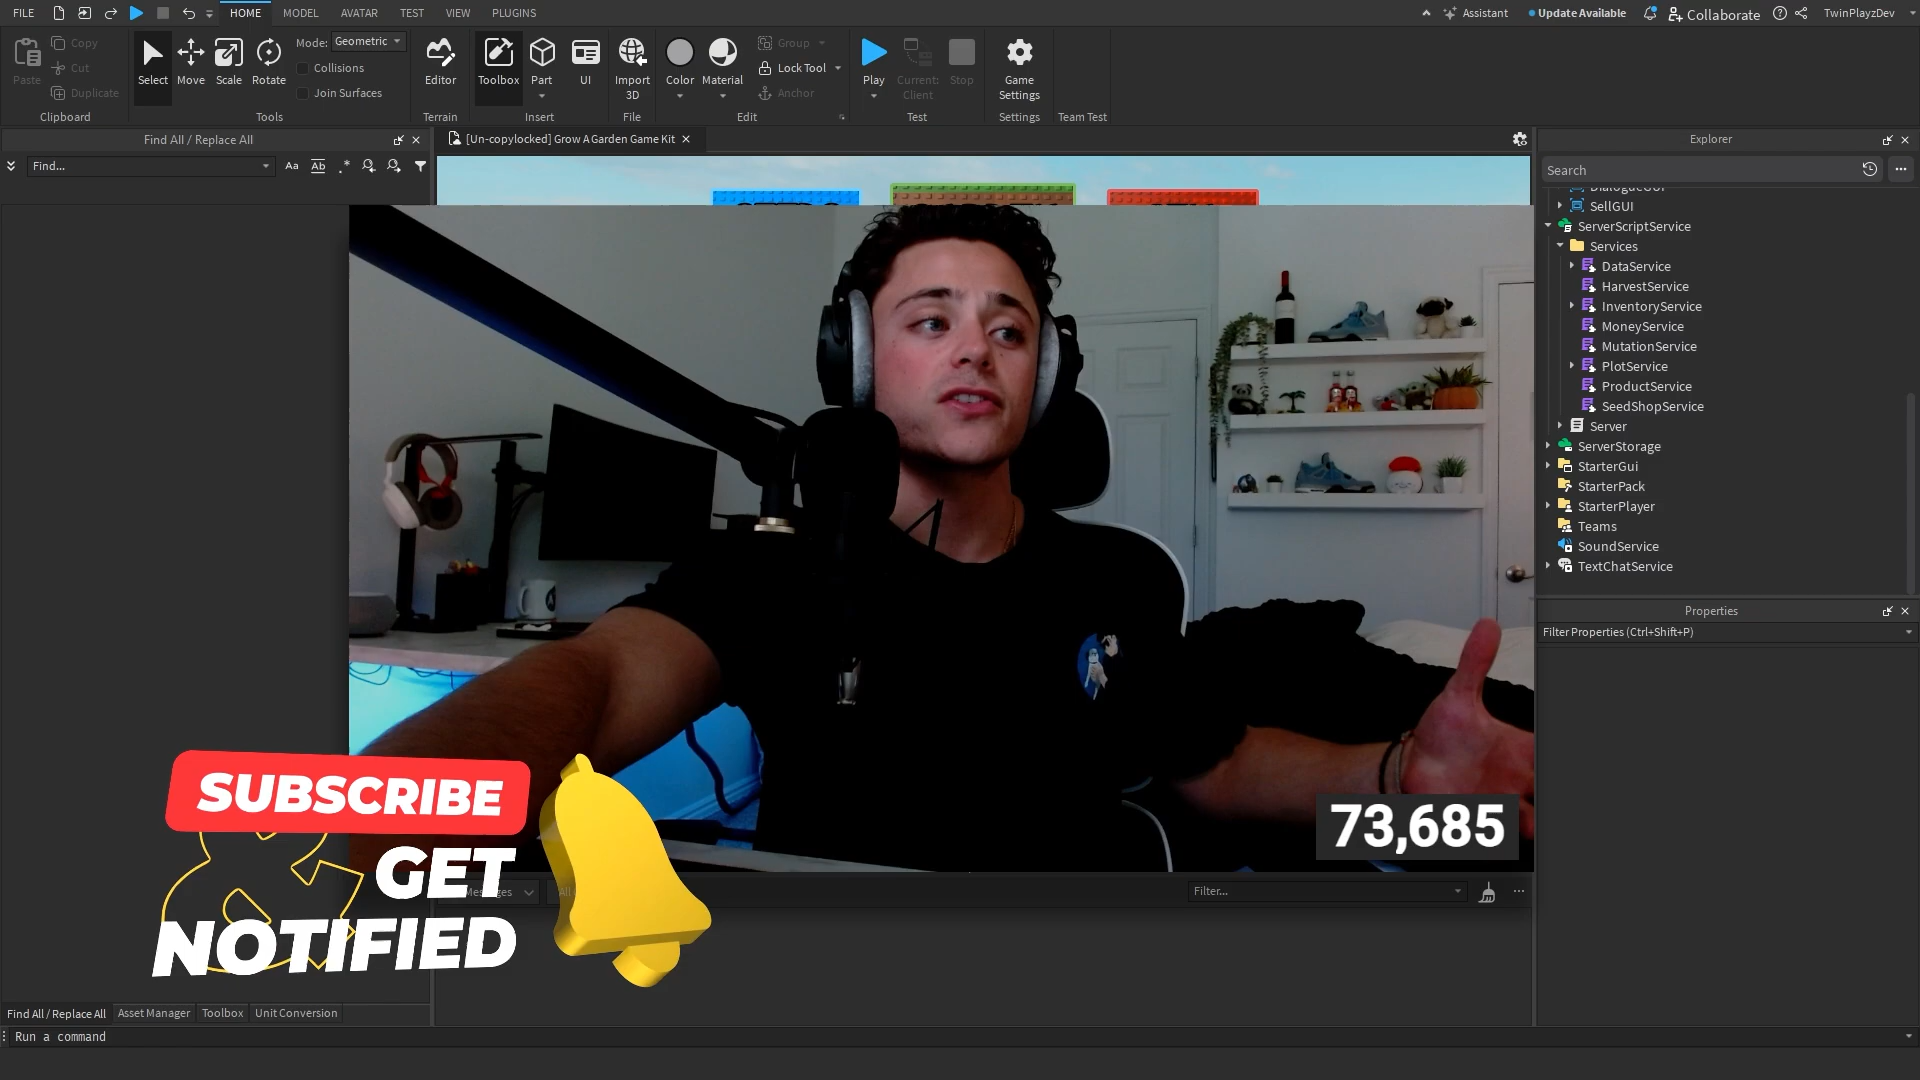 FILE
HOME
MODEL
AVATAR
TEST
VIEW
PLUGINS
Assistant
Update Available
Collaborate
TwinPlayzDev
Paste
Copy
Cut
Duplicate
Clipboard
Select
Move
Scale
Rotate
Mode:
Geometric
Collisions
Join Surfaces
Tools
Editor
Terrain
Toolbox
Part
UI
Insert
Import
3D
File
Color
Material
Group
Lock Tool
Anchor
Edit
Play
Current:
Client
Stop
Test
Game
Settings
Settings
Team Test
Find All / Replace All
Find...
Aa
Ab
.*
[Un-copylocked] Grow A Garden Game Kit
Explorer
Search
SellGUI
ServerScriptService
Services
DataService
HarvestService
InventoryService
MoneyService
MutationService
PlotService
ProductService
SeedShopService
Server
ServerStorage
StarterGui
StarterPack
StarterPlayer
Teams
SoundService
TextChatService
Properties
Filter Properties (Ctrl+Shift+P)
73,685
SUBSCRIBE
&
GET
NOTIFIED
Messages
Filter...
Find All / Replace All
Asset Manager
Toolbox
Unit Conversion
Run a command